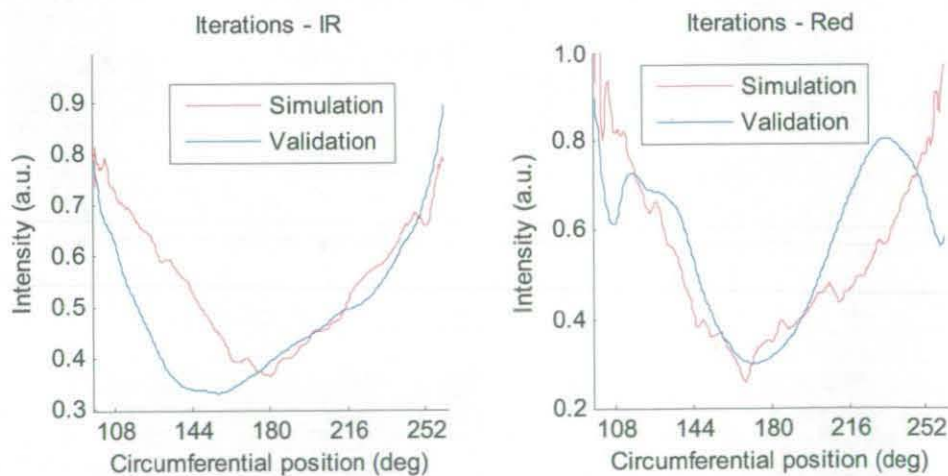 Iterations - IR
Simulation
Validation
Intensity (a.u.)
0.9
0.8
0.7
0.6
0.5
0.4
0.3
108 144 180 216 252
Circumferential position (deg)
Iterations - Red
Simulation
Validation
Intensity (a.u.)
1.0
0.8
0.6
0.4
0.2
108 144 180 216 252
Circumferential position (deg)